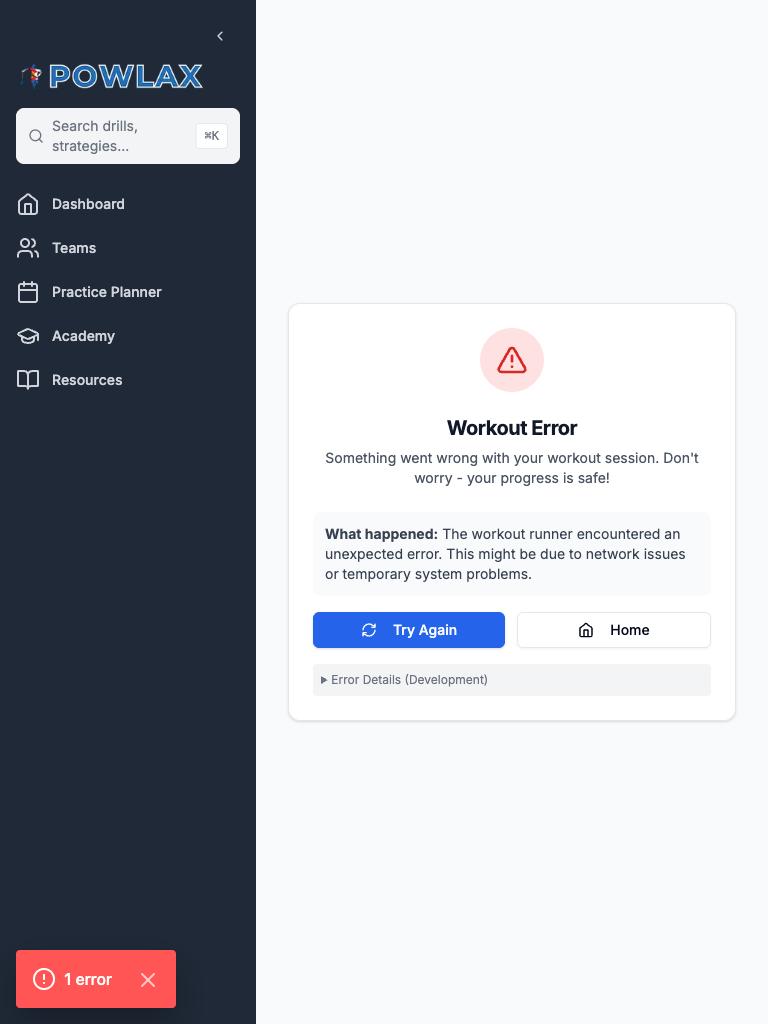 POWLAX
Search drills,
strategies...
⌘K
Dashboard
Teams
Practice Planner
Academy
Resources
Workout Error
Something went wrong with your workout session. Don't
worry - your progress is safe!
What happened: The workout runner encountered an
unexpected error. This might be due to network issues
or temporary system problems.
Try Again
Home
Error Details (Development)
1 error